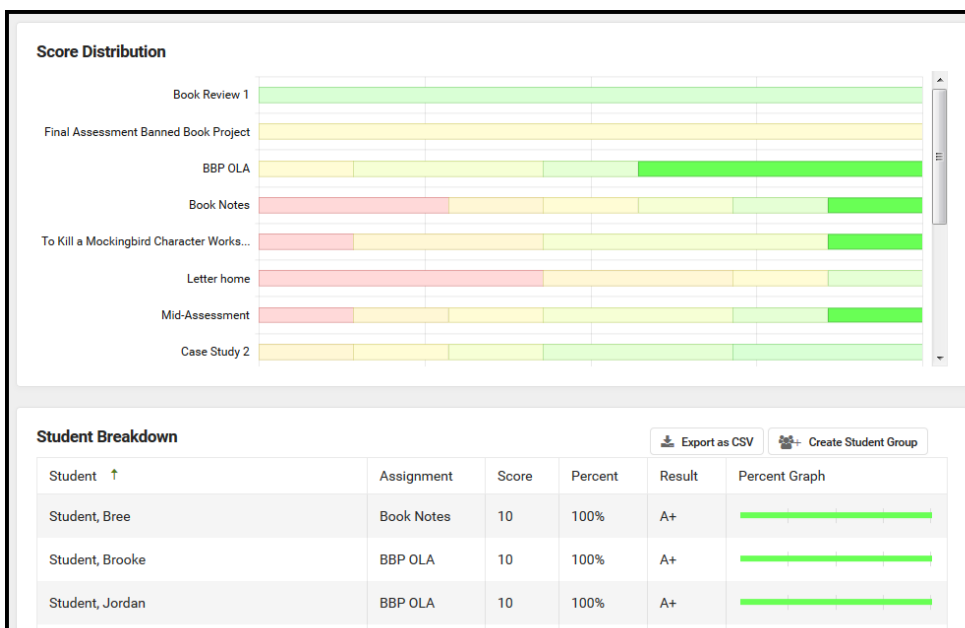 Score Distribution
Book Review 1
Final Assessment Banned Book Project
BBP OLA
Book Notes
To Kill a Mockingbird Character Works...
Letter home
Mid-Assessment
Case Study 2
Student Breakdown
Export as CSV Create Student Group
Student Assignment Score Percent Result Percent Graph
Student, Bree Book Notes 10 100% A+
Student, Brooke BBP OLA 10 100% A+
Student, Jordan BBP OLA 10 100% A+